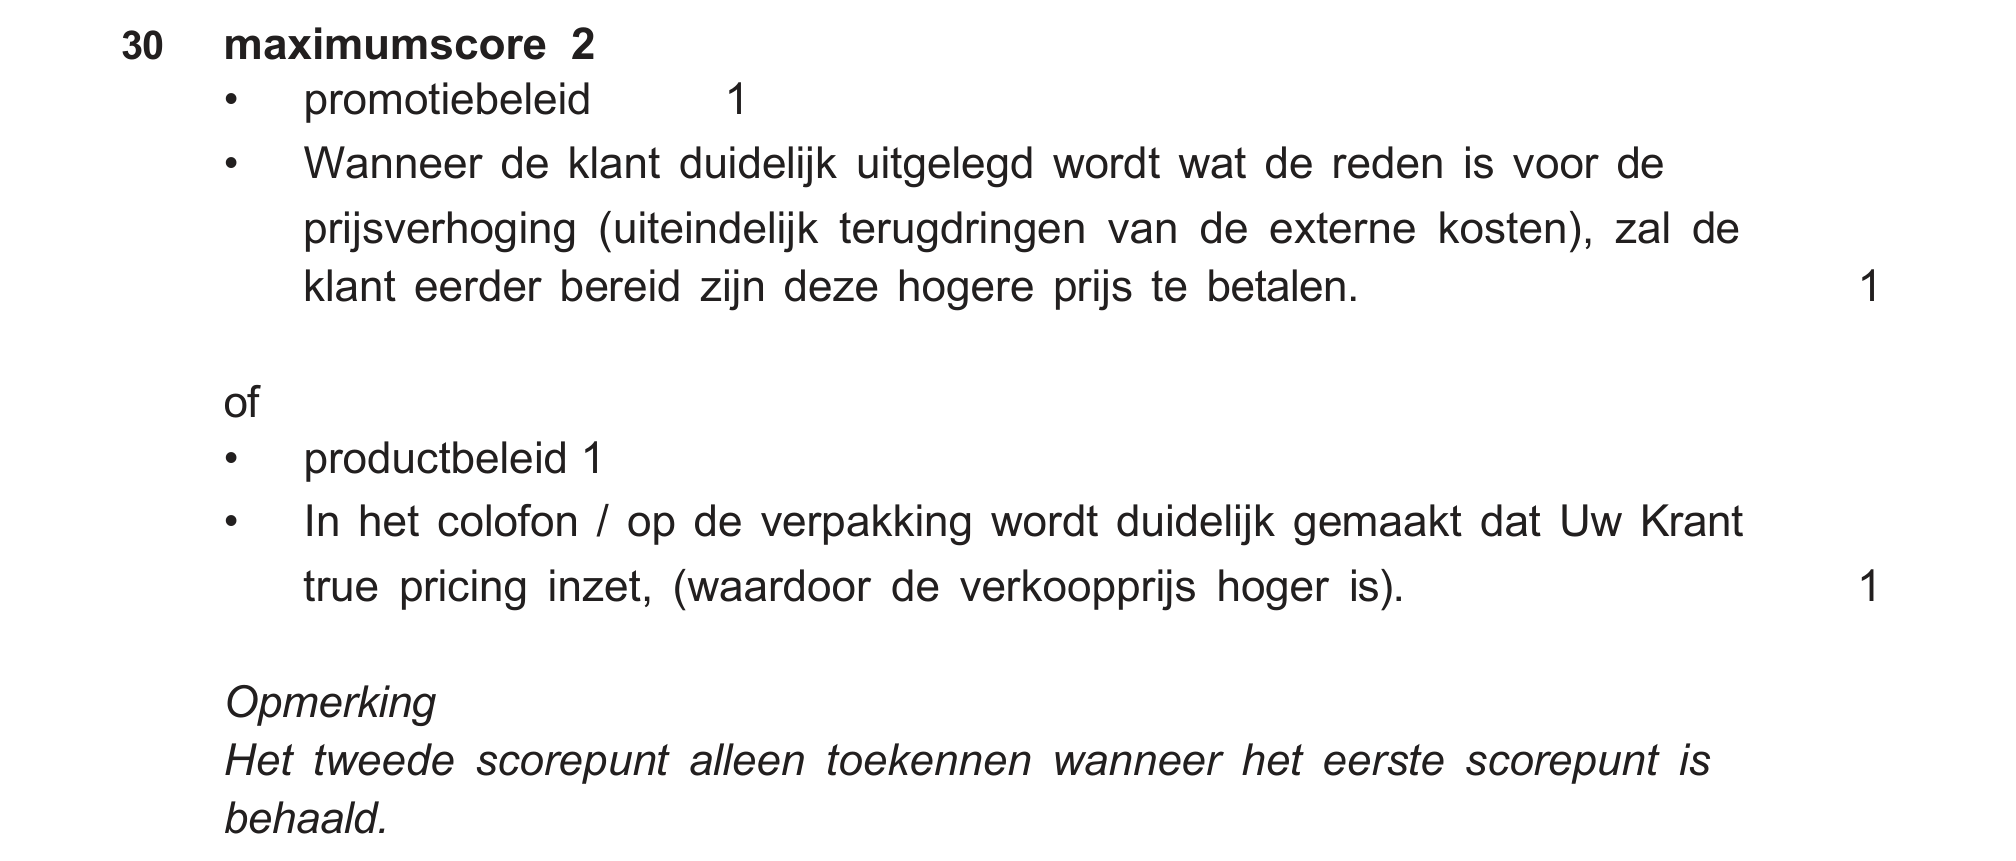 30 maximumscore 2
• promotiebeleid 1
• Wanneer de klant duidelijk uitgelegd wordt wat de reden is voor de
prijsverhoging (uiteindelijk terugdringen van de externe kosten), zal de
klant eerder bereid zijn deze hogere prijs te betalen. 1
of
• productbeleid 1
• In het colofon / op de verpakking wordt duidelijk gemaakt dat Uw Krant
true pricing inzet, (waardoor de verkoopprijs hoger is). 1
Opmerking
Het tweede scorepunt alleen toekennen wanneer het eerste scorepunt is
behaald.